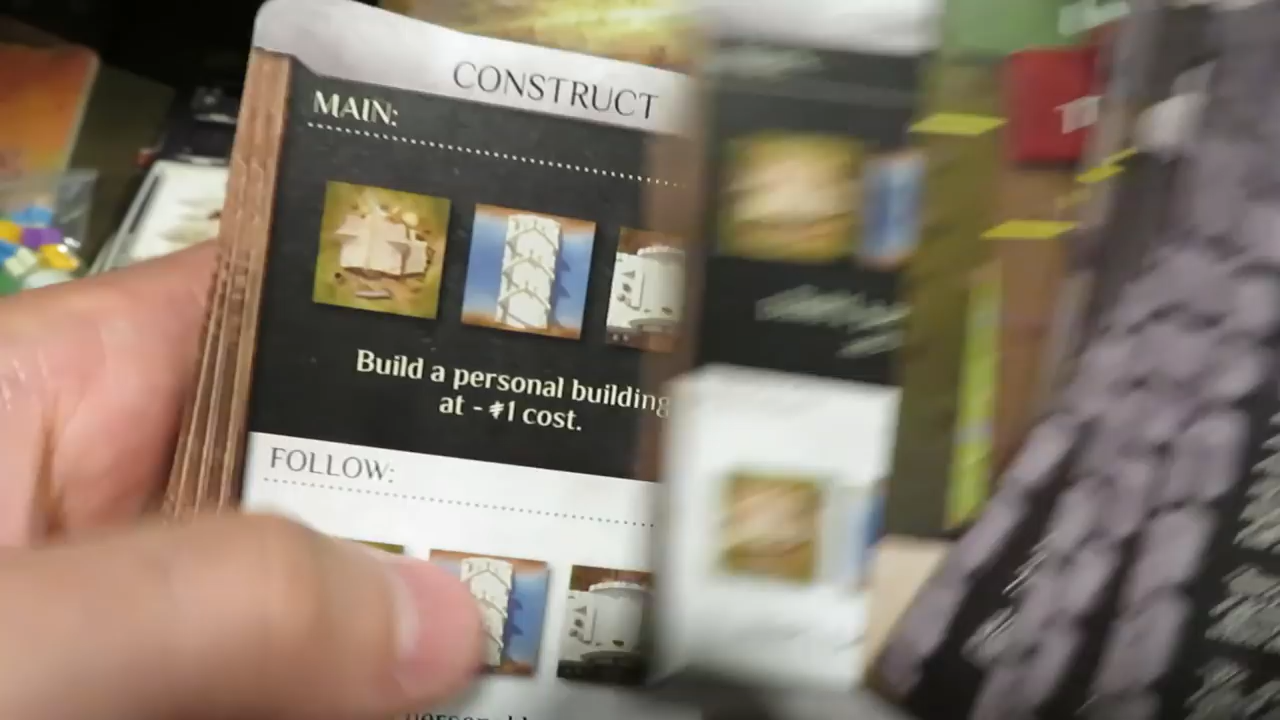 CONSTRUCT
MAIN:
Build a personal building
at - ⚡1 cost.
FOLLOW: